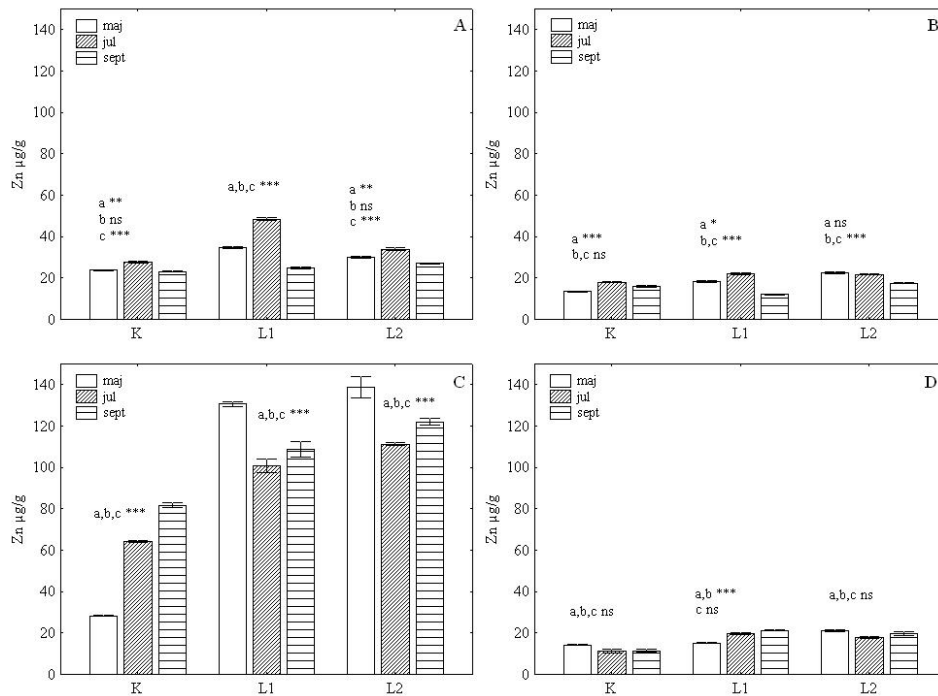 A
maj
jul
sept
Zn µg/g
140
120
100
80
60
40
20
0
a **
b ns
c ***
a,b,c ***
a **
b ns
c ***
K
L1
L2
B
maj
jul
sept
Zn µg/g
140
120
100
80
60
40
20
0
a ***
b,c ns
a *
b,c ***
a ns
b,c ***
K
L1
L2
C
maj
jul
sept
Zn µg/g
140
120
100
80
60
40
20
0
a,b,c ***
a,b,c ***
a,b,c ***
K
L1
L2
D
maj
jul
sept
Zn µg/g
140
120
100
80
60
40
20
0
a,b,c ns
a,b ***
c ns
a,b,c ns
K
L1
L2